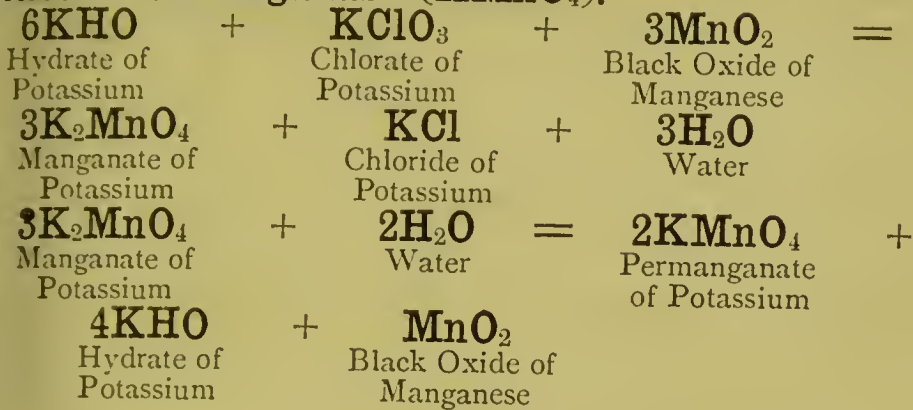 6KHO + KClO₃ + 3MnO₂ =
Hydrate of Chlorate of Black Oxide of
Potassium Potassium Manganese
3K₂MnO₄ + KCl + 3H₂O
Manganate of Chloride of Water
Potassium Potassium
3K₂MnO₄ + 2H₂O = 2KMnO₄ +
Manganate of Water Permanganate
Potassium of Potassium
4KHO + MnO₂
Hydrate of Black Oxide of
Potassium Manganese